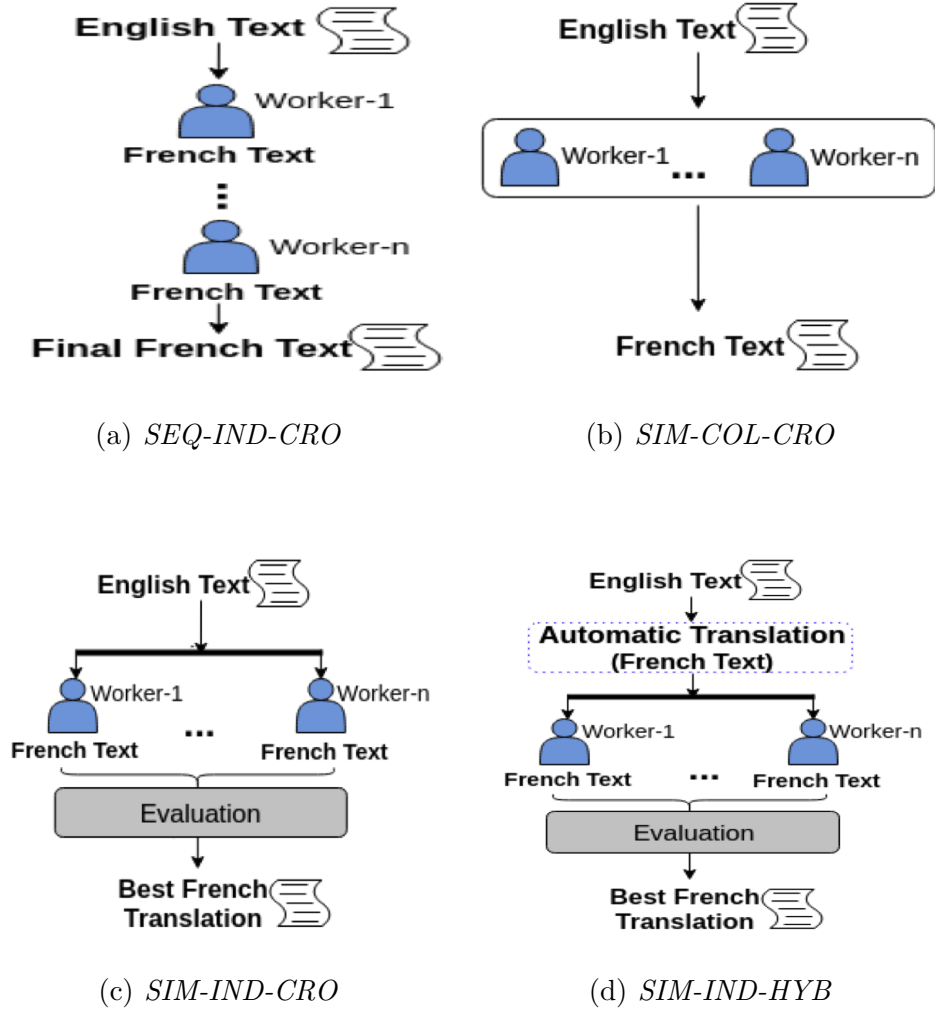 English Text
Worker-1
French Text
...
Worker-n
French Text
Final French Text
(a) SEQ-IND-CRO
English Text
Worker-1
...
Worker-n
French Text
(b) SIM-COL-CRO
English Text
Worker-1
Worker-n
French Text
...
French Text
Evaluation
Best French
Translation
(c) SIM-IND-CRO
English Text
Automatic Translation
(French Text)
Worker-1
Worker-n
French Text
...
French Text
Evaluation
Best French
Translation
(d) SIM-IND-HYB